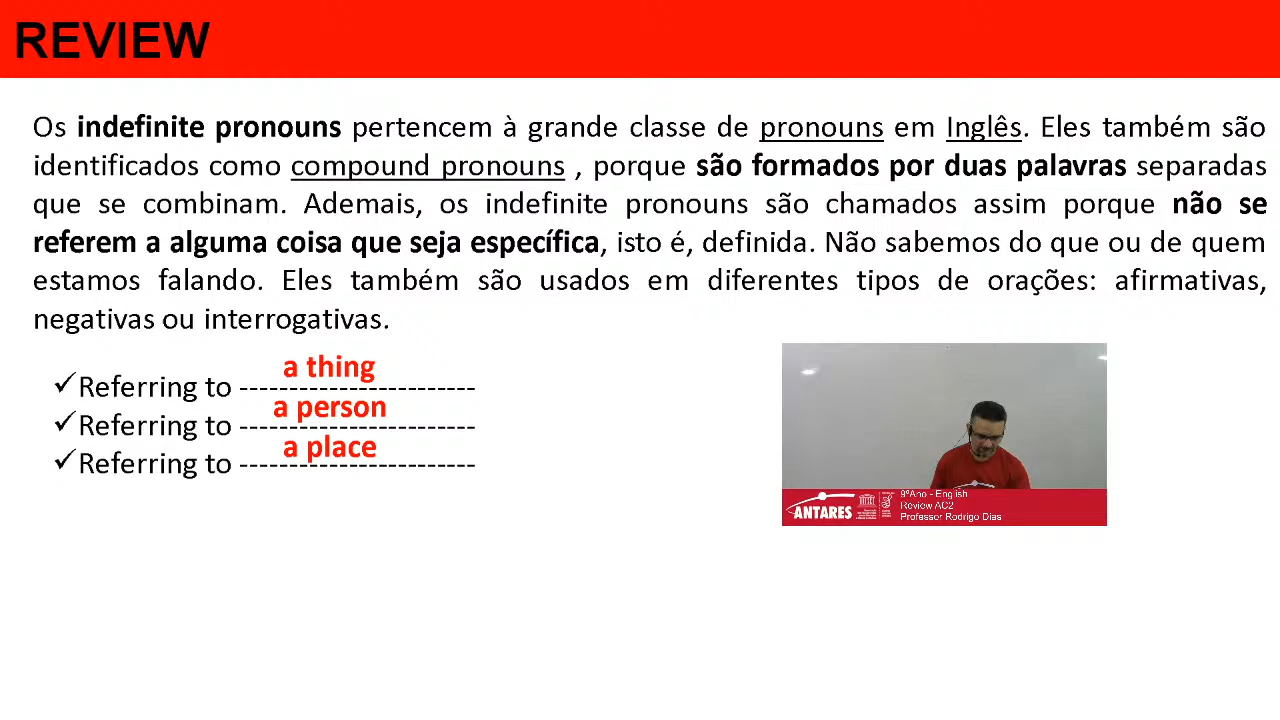 REVIEW
Os indefinite pronouns pertencem à grande classe de pronouns em Inglês. Eles também são
identificados como compound pronouns , porque são formados por duas palavras separadas
que se combinam. Ademais, os indefinite pronouns são chamados assim porque não se
referem a alguma coisa que seja específica, isto é, definida. Não sabemos do que ou de quem
estamos falando. Eles também são usados em diferentes tipos de orações: afirmativas,
negativas ou interrogativas.
a thing
✓Referring to ------------------------
a person
✓Referring to ------------------------
a place
✓Referring to ------------------------
ANTARES
9ºAno - English
Review AC2
Professor Rodrigo Dias